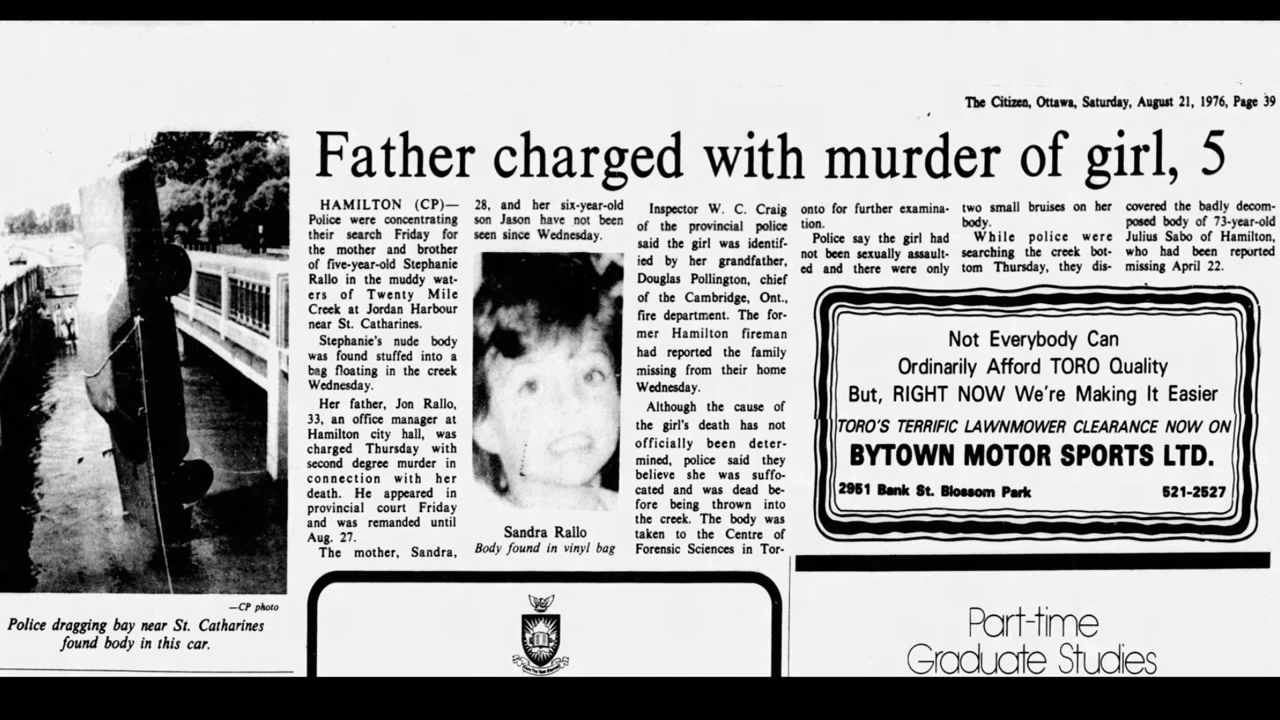 The Citizen, Ottawa, Saturday, August 21, 1976, Page 39
Father charged with murder of girl, 5
HAMILTON (CP)—
Police were concentrating
their search Friday for
the mother and brother
of five-year-old Stephanie
Rallo in the muddy wat-
ers of Twenty Mile
Creek at Jordan Harbour
near St. Catharines.
Stephanie's nude body
was found stuffed into a
bag floating in the creek
Wednesday.
Her father, Jon Rallo,
33, an office manager at
Hamilton city hall, was
charged Thursday with
second degree murder in
connection with her
death. He appeared in
provincial court Friday
and was remanded until
Aug. 27.
The mother, Sandra,
28, and her six-year-old
son Jason have not been
seen since Wednesday.
Sandra Rallo
Body found in vinyl bag
Inspector W. C. Craig
of the provincial police
said the girl was identif-
ied by her grandfather,
Douglas Pollington, chief
of the Cambridge, Ont.,
fire department. The for-
mer Hamilton fireman
had reported the family
missing from their home
Wednesday.
Although the cause of
the girl's death has not
officially been deter-
mined, police said they
believe she was suffo-
cated and was dead be-
fore being thrown into
the creek. The body was
taken to the Centre of
Forensic Sciences in Tor-
onto for further examina-
tion.
Police say the girl had
not been sexually assault-
ed and there were only
two small bruises on her
body.
While police were
searching the creek bot-
tom Thursday, they dis-
covered the badly decom-
posed body of 73-year-old
Julius Sabo of Hamilton,
who had been reported
missing April 22.
—CP photo
Police dragging bay near St. Catharines
found body in this car.
Not Everybody Can
Ordinarily Afford TORO Quality
But, RIGHT NOW We're Making It Easier
TORO'S TERRIFIC LAWNMOWER CLEARANCE NOW ON
BYTOWN MOTOR SPORTS LTD.
2951 Bank St. Blossom Park 521-2527
Part-time
Graduate Studies